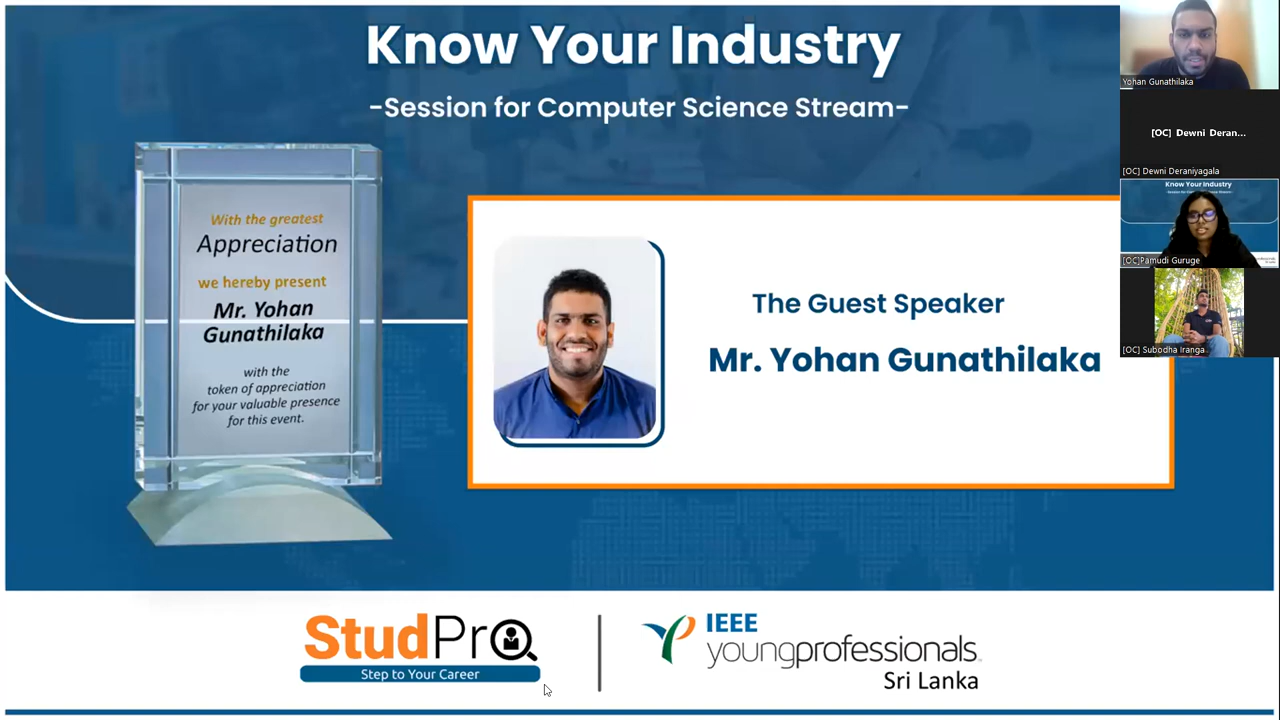 Know Your Industry
-Session for Computer Science Stream-
With the greatest
Appreciation
we hereby present
Mr. Yohan
Gunathilaka
with the
token of appreciation
for your valuable presence
for this event.
The Guest Speaker
Mr. Yohan Gunathilaka
StudPro
Step to Your Career
IEEE
youngprofessionals
Sri Lanka
Yohan Gunathilaka
[OC] Dewni Deran...
[OC] Dewni Deraniyagala
Know Your Industry
[OC]Pamudi Guruge
[OC] Subodha Iranga